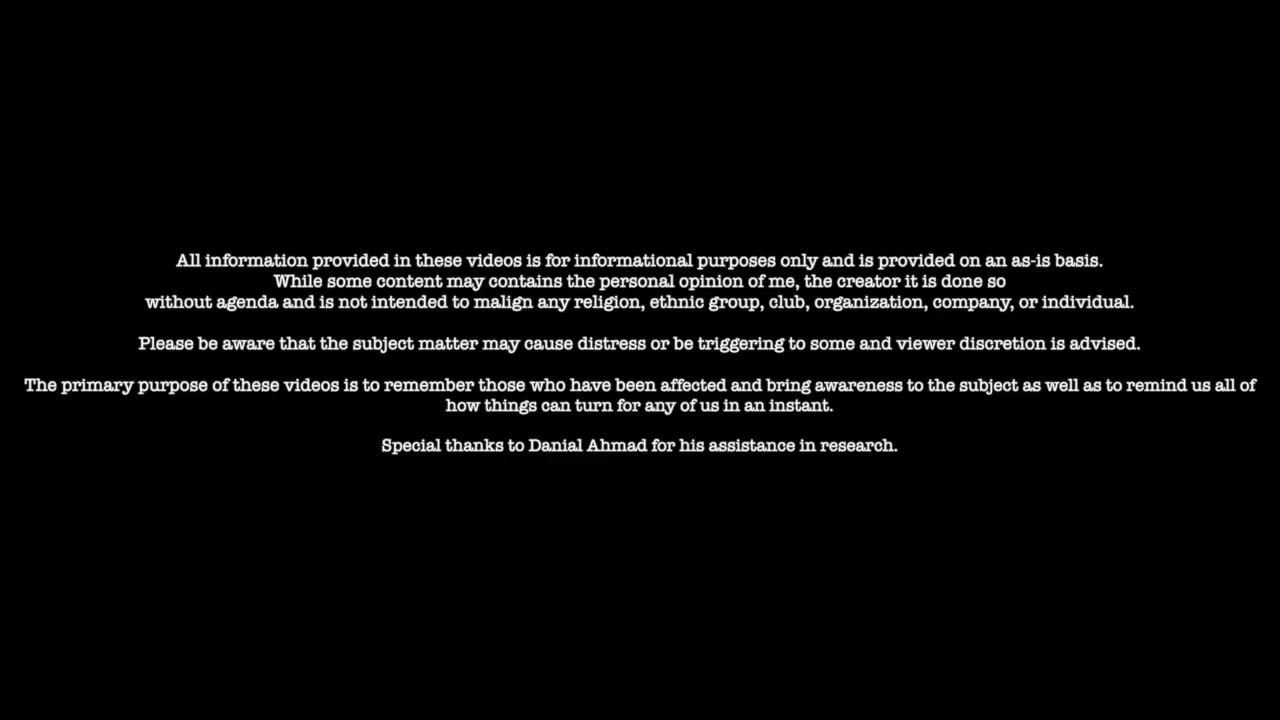 All information provided in these videos is for informational purposes only and is provided on an as-is basis.
While some content may contains the personal opinion of me, the creator it is done so
without agenda and is not intended to malign any religion, ethnic group, club, organization, company, or individual.
Please be aware that the subject matter may cause distress or be triggering to some and viewer discretion is advised.
The primary purpose of these videos is to remember those who have been affected and bring awareness to the subject as well as to remind us all of
how things can turn for any of us in an instant.
Special thanks to Danial Ahmad for his assistance in research.